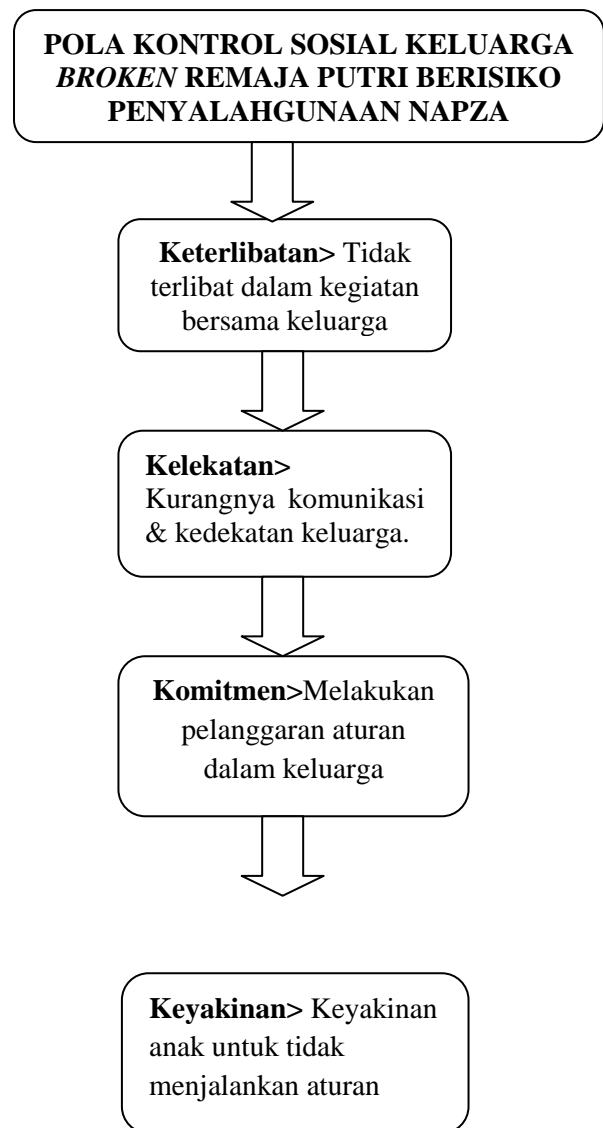 POLA KONTROL SOSIAL KELUARGA
BROKEN REMAJA PUTRI BERISIKO
PENYALAHGUNAAN NAPZA
Keterlibatan> Tidak
terlibat dalam kegiatan
bersama keluarga
Kelekatan>
Kurangnya komunikasi
& kedekatan keluarga.
Komitmen>Melakukan
pelanggaran aturan
dalam keluarga
Keyakinan> Keyakinan
anak untuk tidak
menjalankan aturan